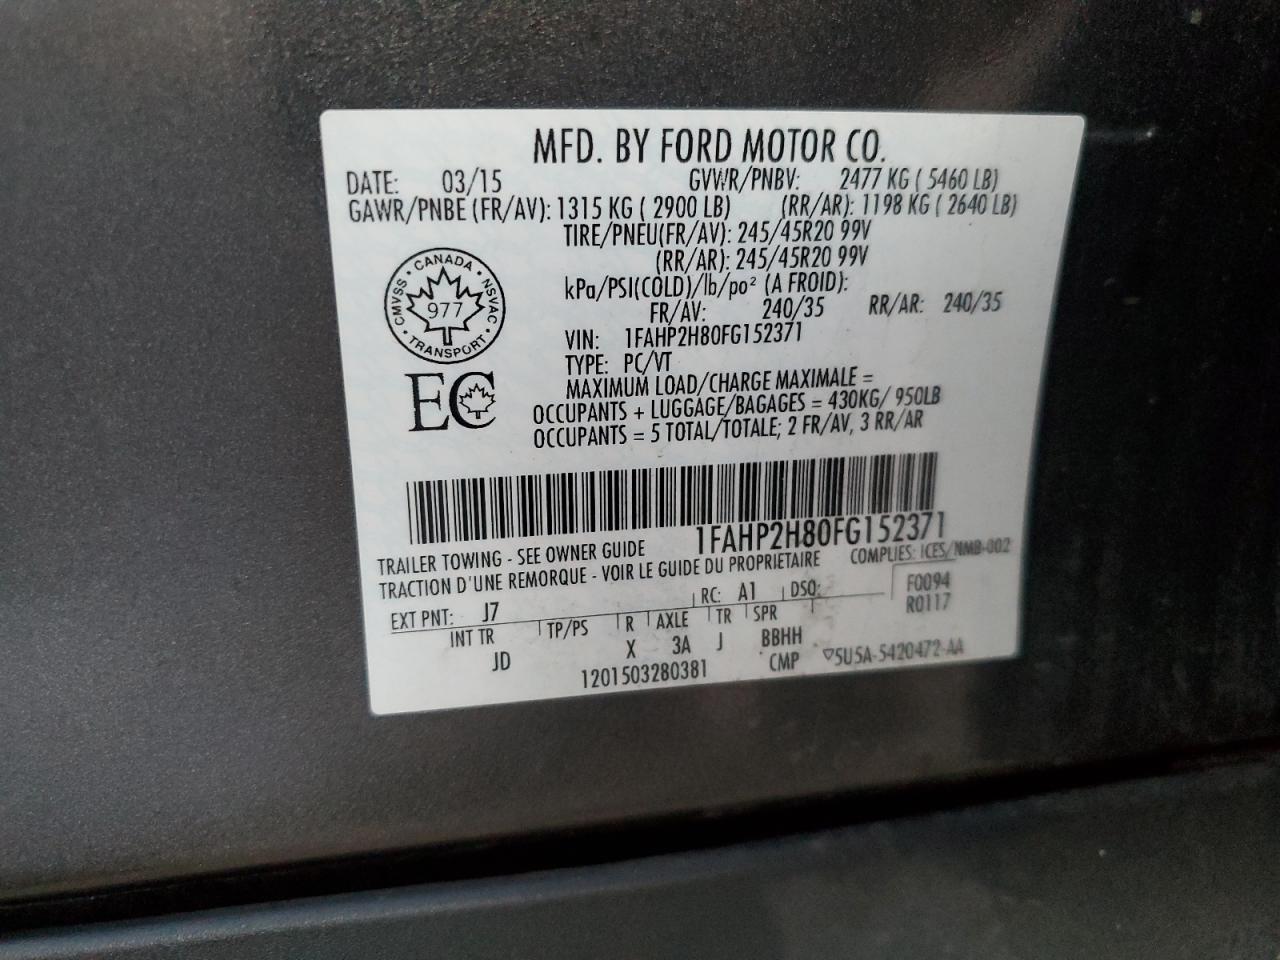 MFD. BY FORD MOTOR CO.
DATE: 03/15 GVWR/PNBV: 2477 KG ( 5460 LB)
GAWR/PNBE (FR/AV): 1315 KG ( 2900 LB) (RR/AR): 1198 KG ( 2640 LB)
TIRE/PNEU(FR/AV): 245/45R20 99V
(RR/AR): 245/45R20 99V
kPa/PSI(COLD)/lb/po² (A FROID):
FR/AV: 240/35 RR/AR: 240/35
CANADA
CMVSS
NSVAC
977
TRANSPORT
VIN: 1FAHP2H80FG152371
TYPE: PC/VT
EC
MAXIMUM LOAD/CHARGE MAXIMALE =
OCCUPANTS + LUGGAGE/BAGAGES = 430KG/ 950LB
OCCUPANTS = 5 TOTAL/TOTALE; 2 FR/AV, 3 RR/AR
1FAHP2H80FG152371
TRAILER TOWING - SEE OWNER GUIDE COMPLIES: ICES/NMB-002
TRACTION D'UNE REMORQUE - VOIR LE GUIDE DU PROPRIETAIRE
EXT PNT: J7 RC: A1 DSO: F0094
R0117
INT TR TP/PS R AXLE TR SPR
JD X 3A J BBHH
1201503280381 CMP ▽5U5A-5420472-AA